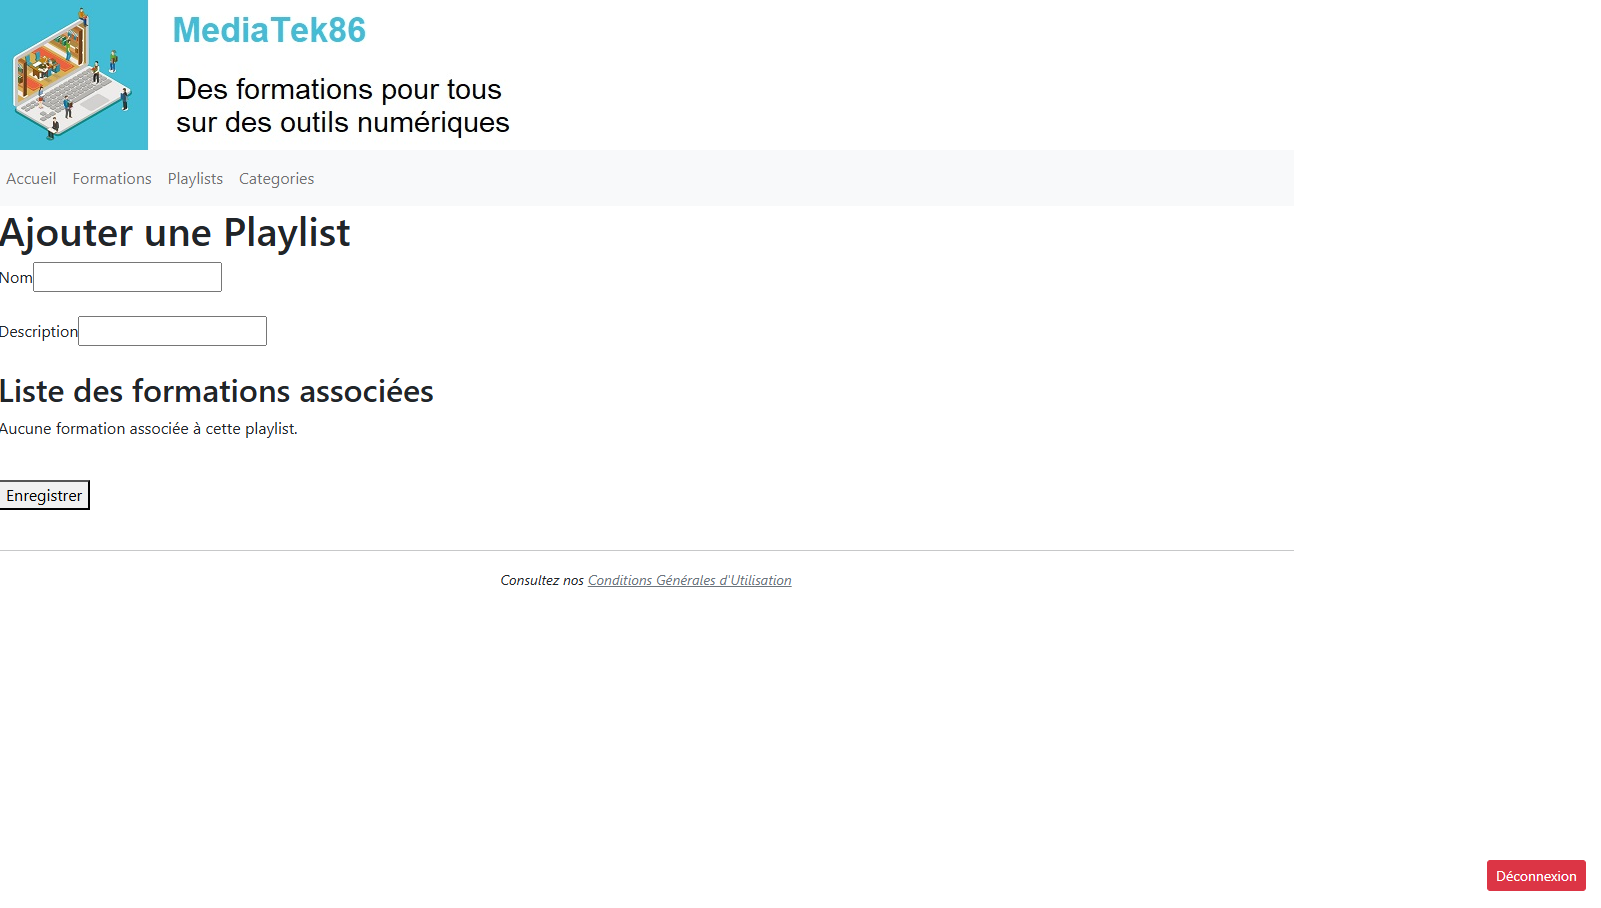 MediaTek86
Des formations pour tous
sur des outils numériques
Accueil Formations Playlists Categories
Ajouter une Playlist
Nom
Description
Liste des formations associées
Aucune formation associée à cette playlist.
Enregistrer
Consultez nos Conditions Générales d'Utilisation
Déconnexion